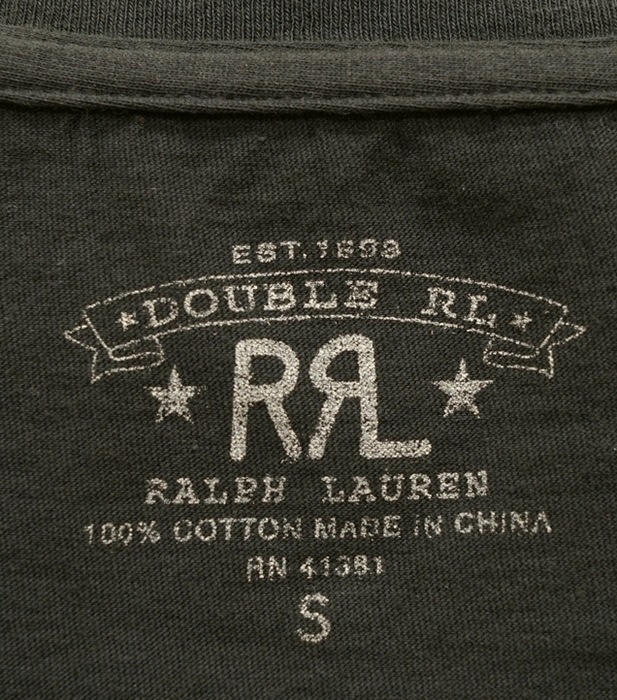 EST. 1993
★DOUBLE RL★
RRL
RALPH LAUREN
100% COTTON MADE IN CHINA
RN 41381
S